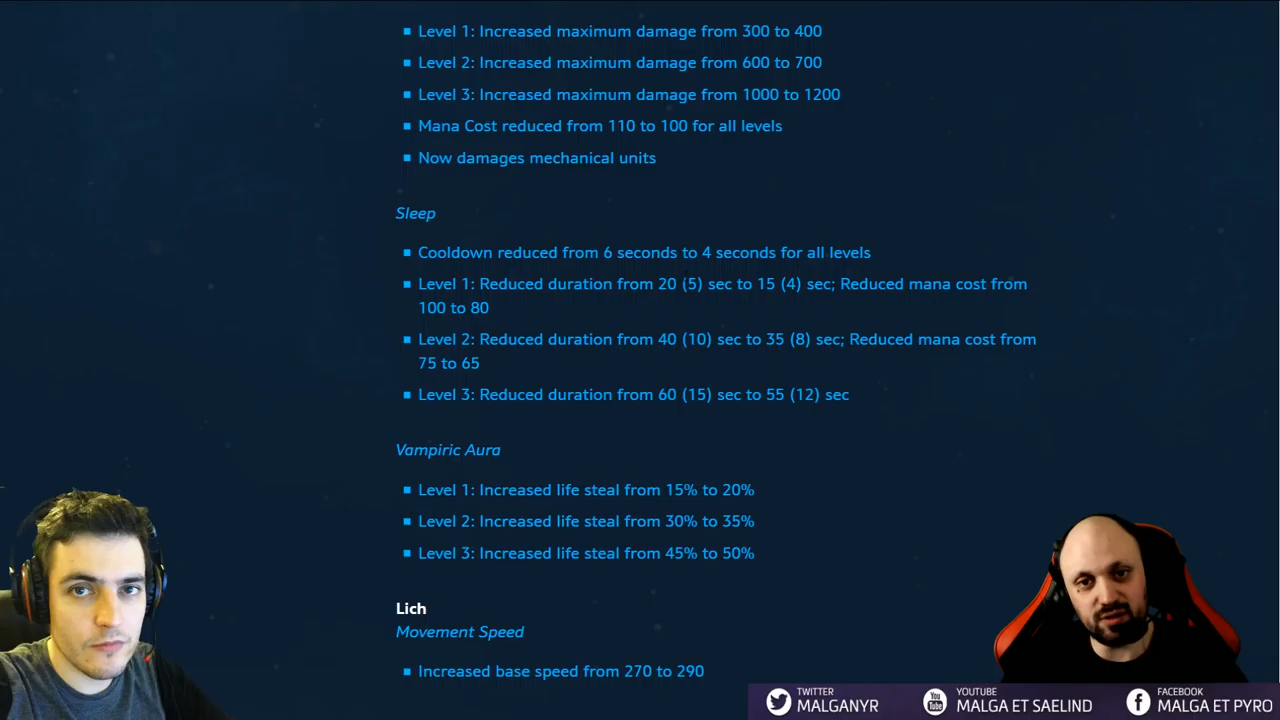 Level 1: Increased maximum damage from 300 to 400
Level 2: Increased maximum damage from 600 to 700
Level 3: Increased maximum damage from 1000 to 1200
Mana Cost reduced from 110 to 100 for all levels
Now damages mechanical units
Sleep
Cooldown reduced from 6 seconds to 4 seconds for all levels
Level 1: Reduced duration from 20 (5) sec to 15 (4) sec; Reduced mana cost from
100 to 80
Level 2: Reduced duration from 40 (10) sec to 35 (8) sec; Reduced mana cost from
75 to 65
Level 3: Reduced duration from 60 (15) sec to 55 (12) sec
Vampiric Aura
Level 1: Increased life steal from 15% to 20%
Level 2: Increased life steal from 30% to 35%
Level 3: Increased life steal from 45% to 50%
Lich
Movement Speed
Increased base speed from 270 to 290
TWITTER
MALGANYR
You Tube
YOUTUBE
MALGA ET SAELIND
FACEBOOK
MALGA ET PYRO